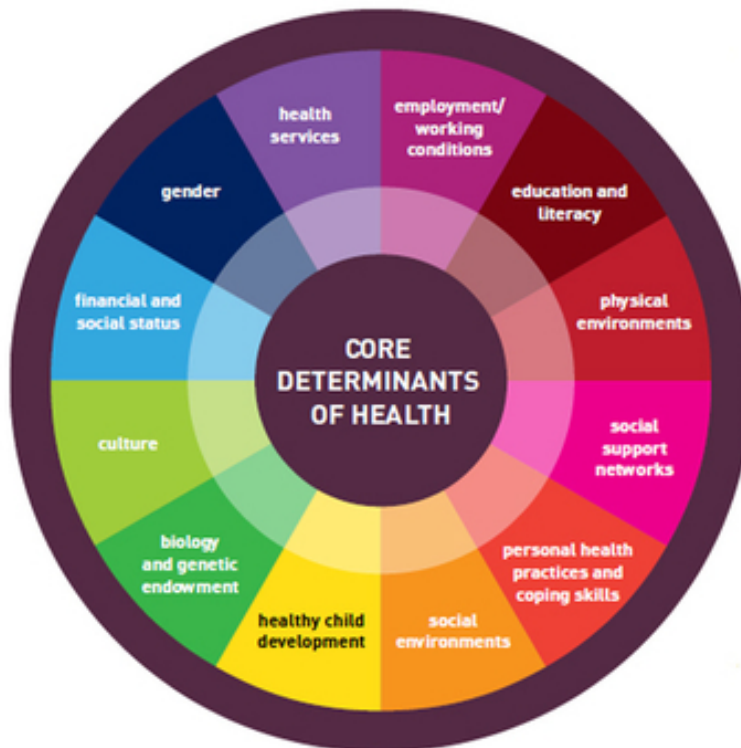 health
services
employment/
working
conditions
education and
literacy
physical
environments
social
support
networks
personal health
practices and
coping skills
social
environments
healthy child
development
biology
and genetic
endowment
culture
financial and
social status
gender
CORE
DETERMINANTS
OF HEALTH